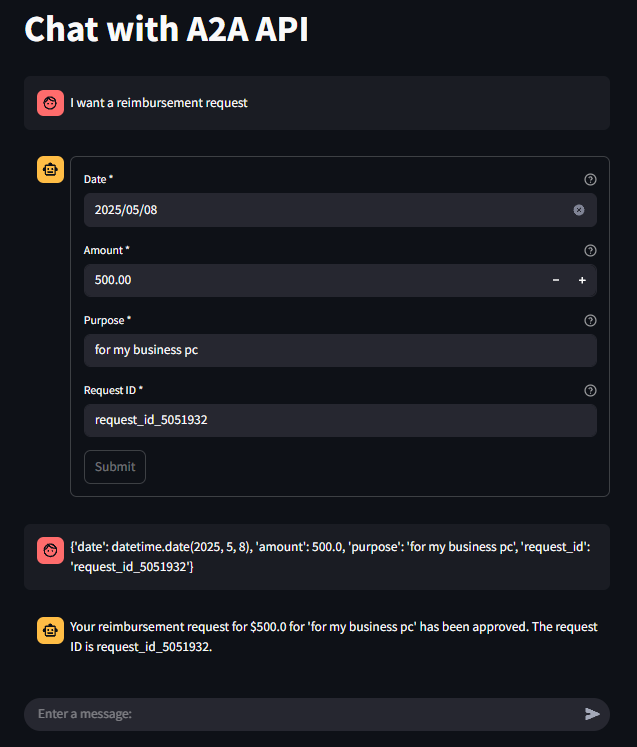 Chat with A2A API
I want a reimbursement request
Date *
2025/05/08
Amount *
500.00
Purpose *
for my business pc
Request ID *
request_id_5051932
Submit
{'date': datetime.date(2025, 5, 8), 'amount': 500.0, 'purpose': 'for my business pc', 'request_id':
'request_id_5051932'}
Your reimbursement request for $500.0 for 'for my business pc' has been approved. The request
ID is request_id_5051932.
Enter a message: